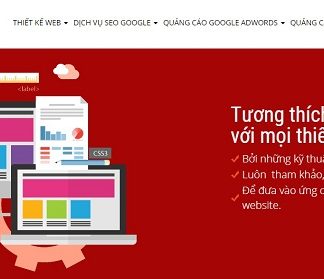 THIẾT KẾ WEB DỊCH VỤ SEO GOOGLE QUẢNG CÁO GOOGLE ADWORDS QUẢNG C
<label>
CSS3
Tương thích
với mọi thiế
Bởi những kỹ thuậ
Luôn tham khảo,
Để đưa vào ứng d
website.